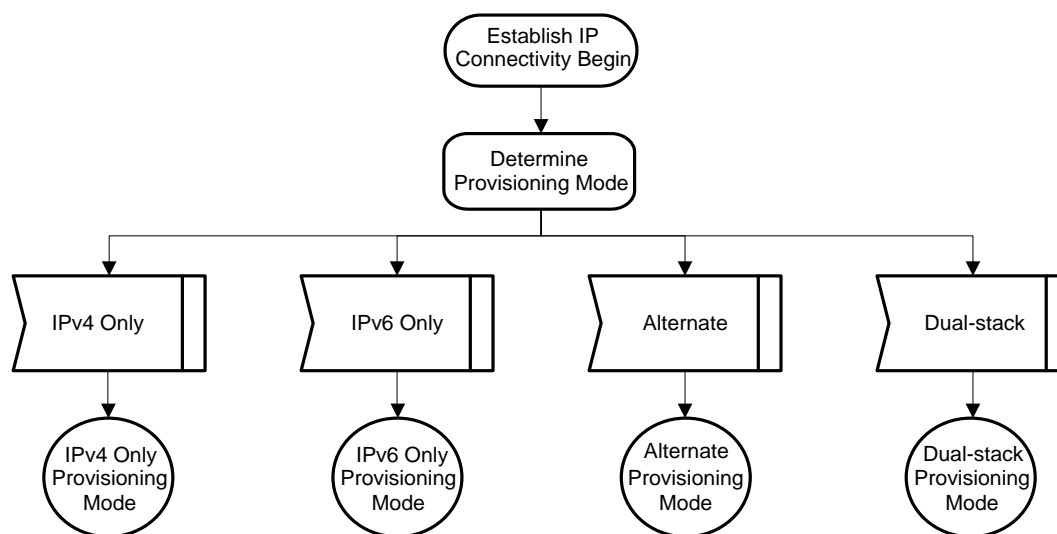 Establish IP
Connectivity Begin
Determine
Provisioning Mode
IPv4 Only
IPv6 Only
Alternate
Dual-stack
IPv4 Only
Provisioning
Mode
IPv6 Only
Provisioning
Mode
Alternate
Provisioning
Mode
Dual-stack
Provisioning
Mode